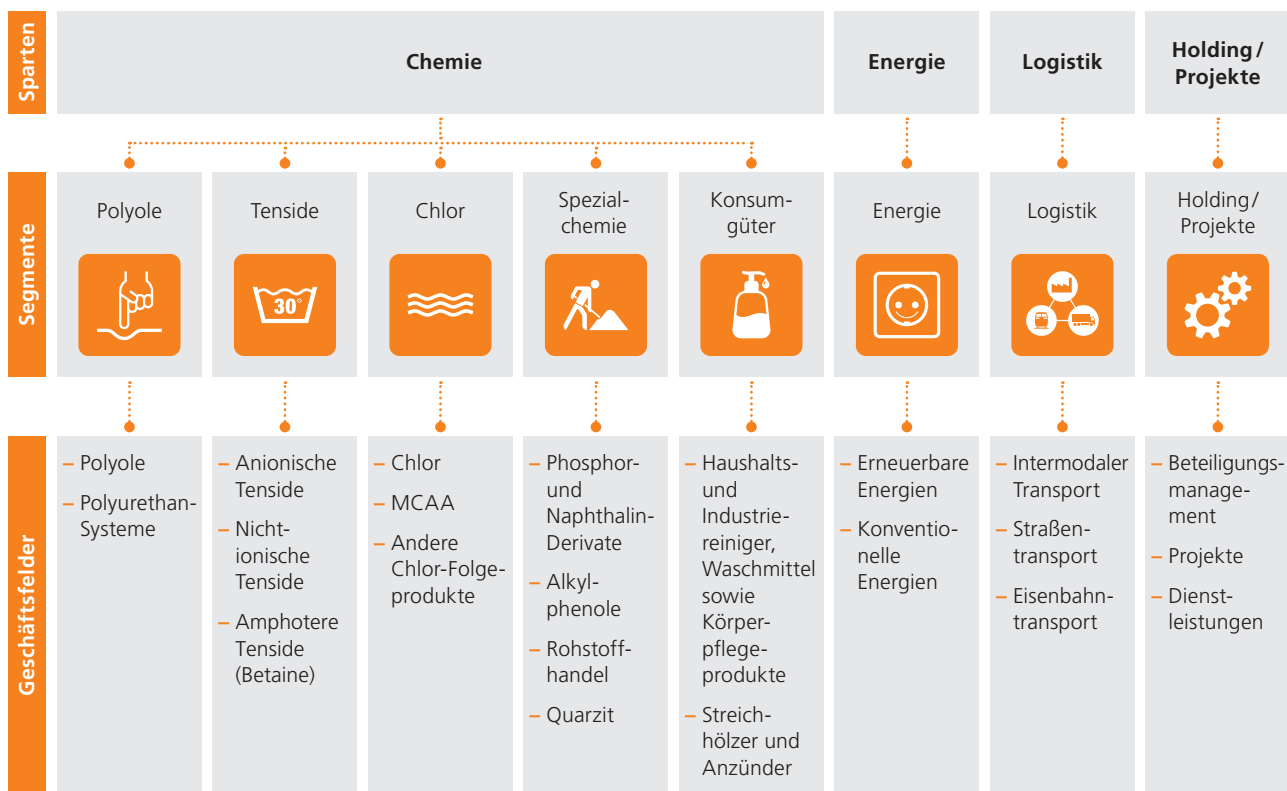 Sparten
Chemie
Energie
Logistik
Holding/
Projekte
Segmente
Polyole
Tenside
30°
Chlor
Spezial-
chemie
Konsum-
güter
Energie
Logistik
Holding/
Projekte
Geschäftsfelder
– Polyole
– Polyurethan-
Systeme
– Anionische
Tenside
– Nicht-
ionische
Tenside
– Amphotere
Tenside
(Betaine)
– Chlor
– MCAA
– Andere
Chlor-Folge-
produkte
– Phosphor-
und
Naphthalin-
Derivate
– Alkyl-
phenole
– Rohstoff-
handel
– Quarzit
– Haushalts-
und
Industrie-
reiniger,
Waschmittel
sowie
Körper-
pflege-
produkte
– Streich-
hölzer und
Anzünder
– Erneuerbare
Energien
– Konventio-
nelle
Energien
– Intermodaler
Transport
– Straßen-
transport
– Eisenbahn-
transport
– Beteiligungs-
manage-
ment
– Projekte
– Dienst-
leistungen